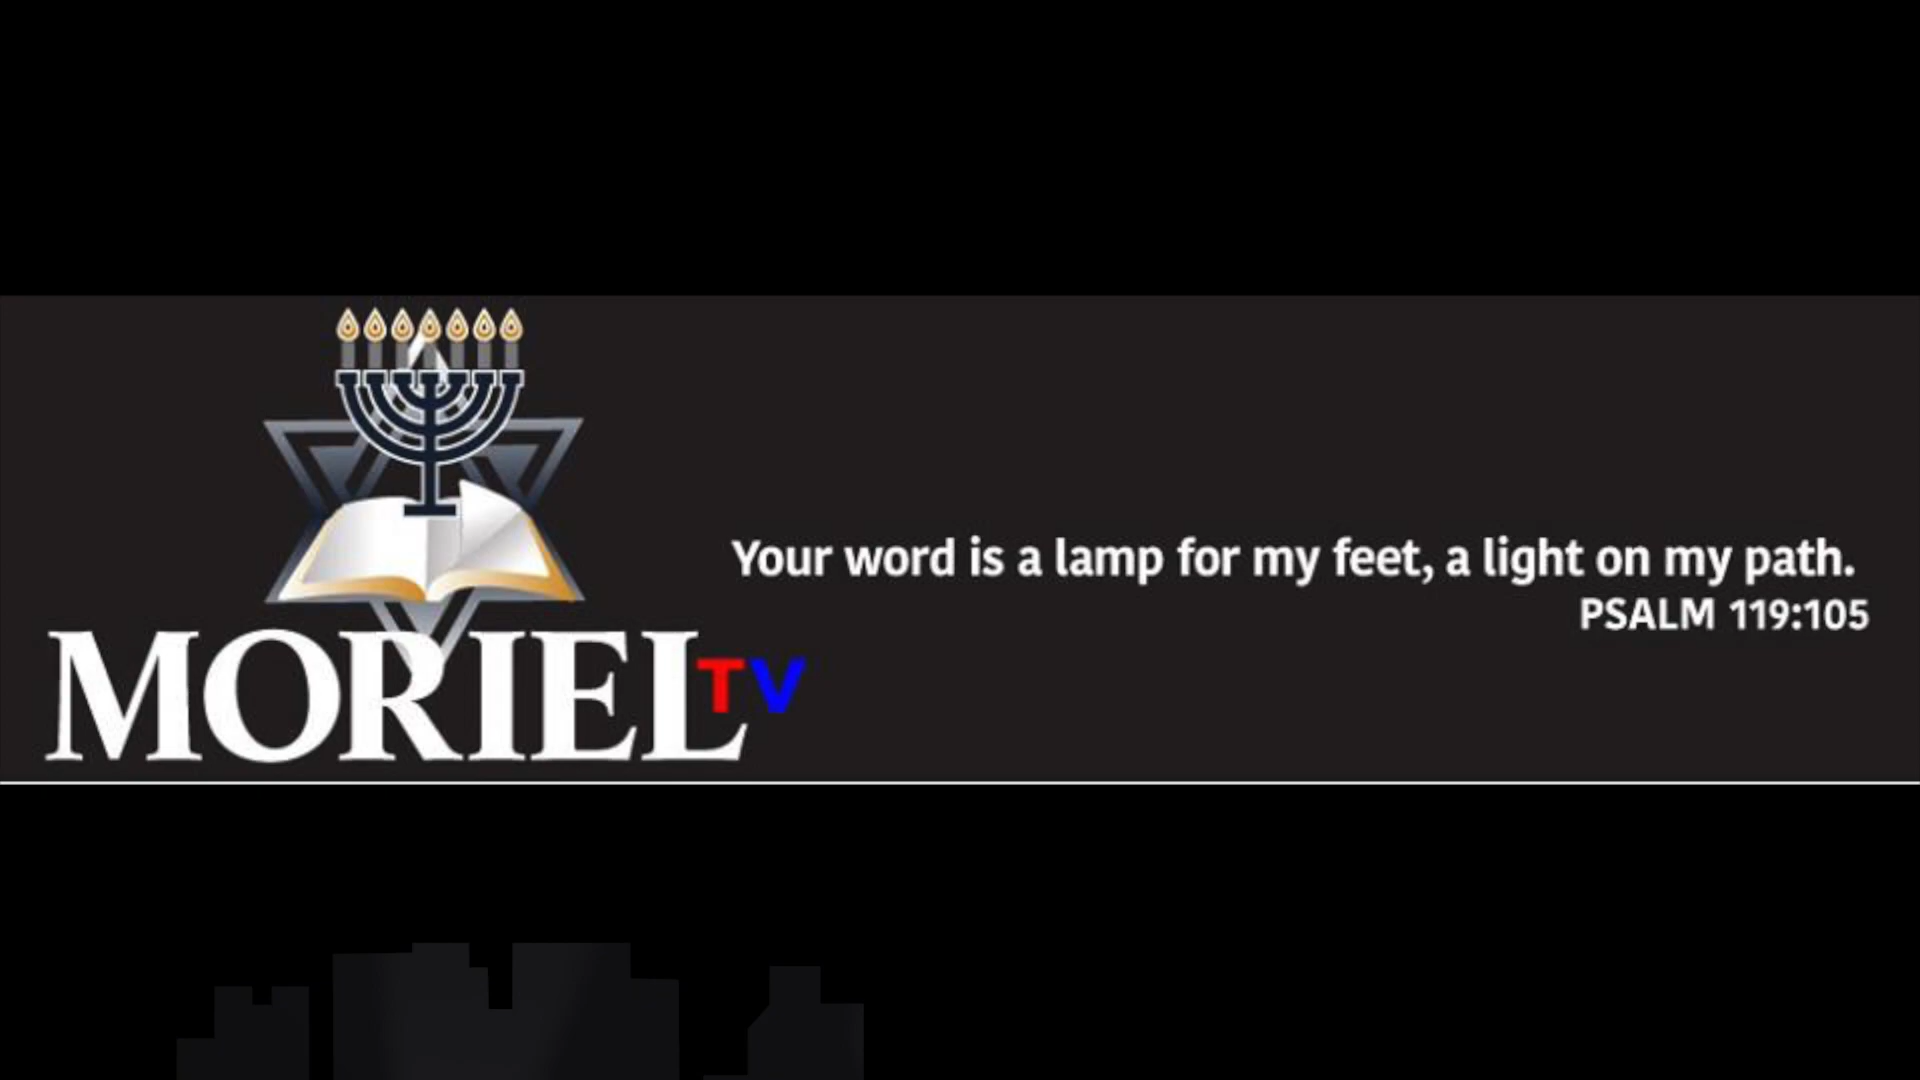 Your word is a lamp for my feet, a light on my path.
PSALM 119:105
MORIEL TV